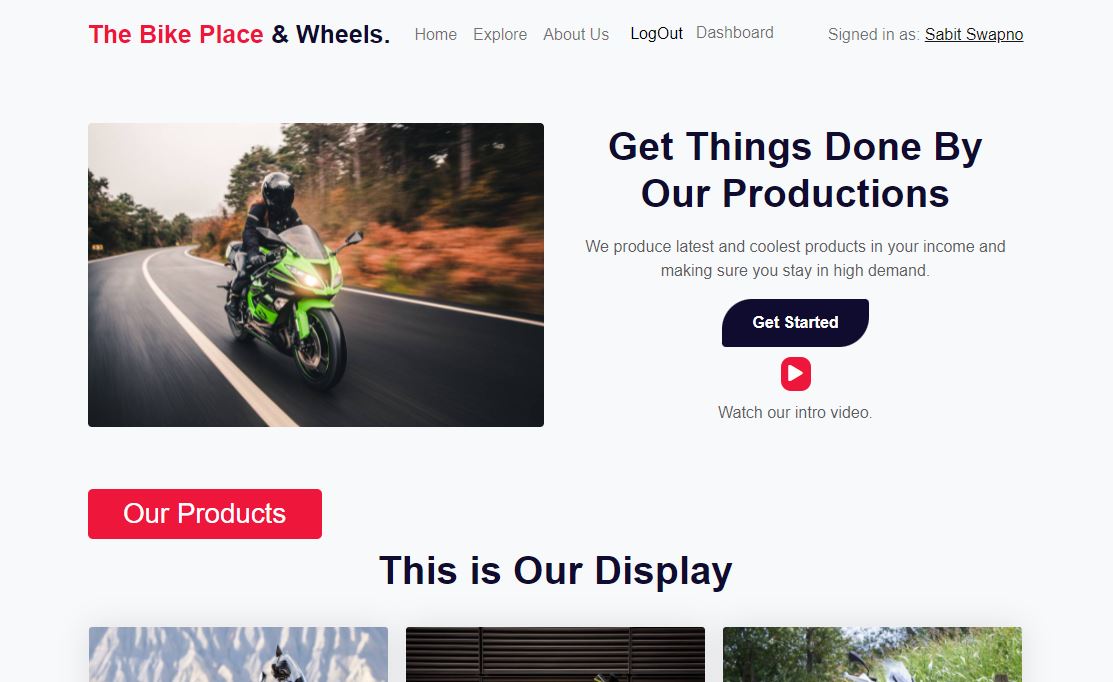 The Bike Place & Wheels. Home Explore About Us LogOut Dashboard Signed in as: Sabit Swapno
Get Things Done By
Our Productions
We produce latest and coolest products in your income and
making sure you stay in high demand.
Get Started
Watch our intro video.
Our Products
This is Our Display